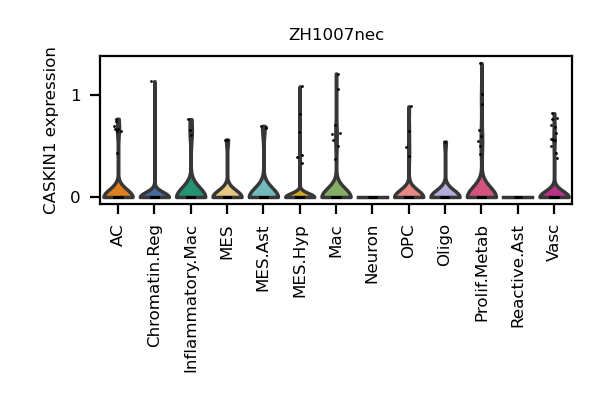 ZH1007nec
CASKIN1 expression
1
0
AC
Chromatin.Reg
Inflammatory.Mac
MES
MES.Ast
MES.Hyp
Mac
Neuron
OPC
Oligo
Prolif.Metab
Reactive.Ast
Vasc